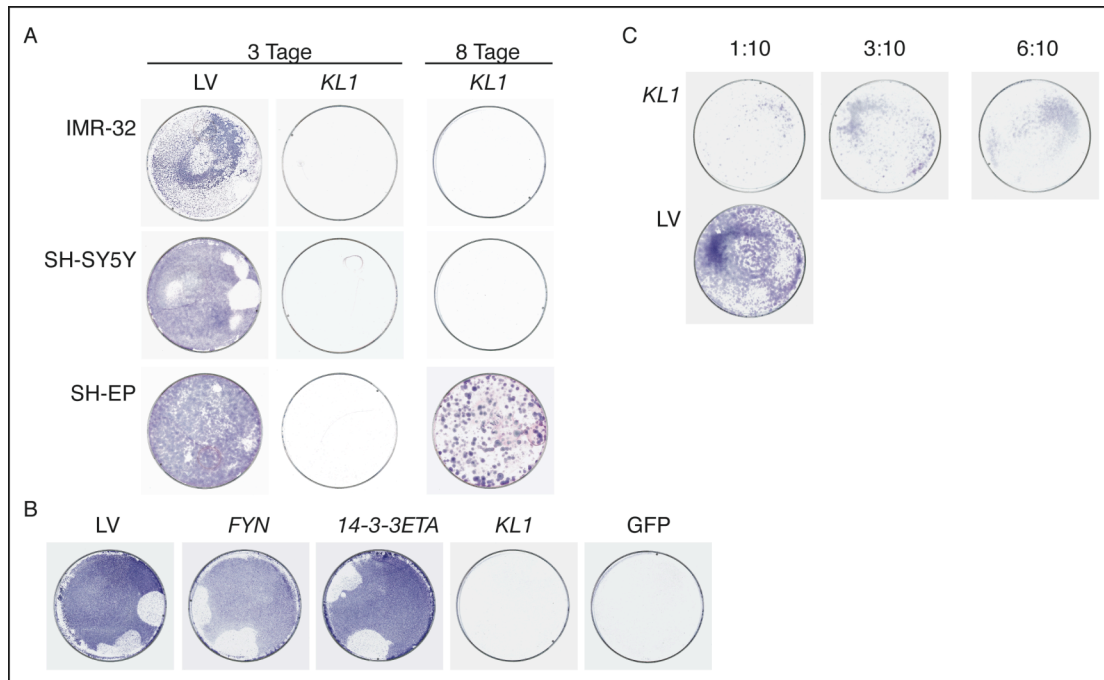 A
3 Tage
8 Tage
LV
KL1
KL1
IMR-32
SH-SY5Y
SH-EP
B
LV
FYN
14-3-3ETA
KL1
GFP
C
1:10
3:10
6:10
KL1
LV